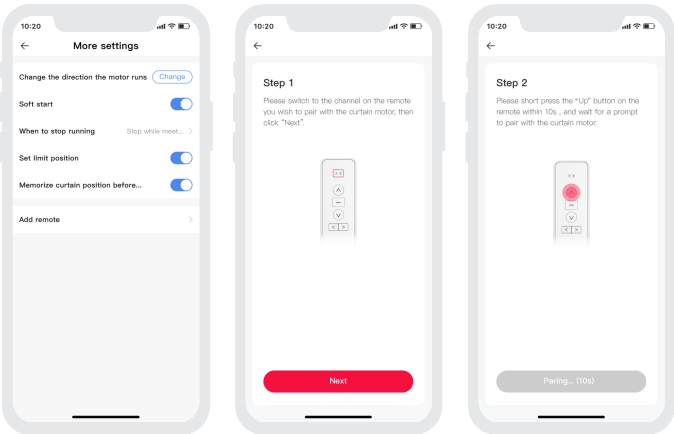 10:20
More settings
Change the direction the motor runs Change
Soft start
When to stop running Stop while meet...
Set limit position
Memorize curtain position before...
Add remote
10:20
Step 1
Please switch to the channel on the remote
you wish to pair with the curtain motor, then
click "Next".
Next
10:20
Step 2
Please short press the "Up" button on the
remote within 10s , and wait for a prompt
to pair with the curtain motor.
Paring... (10s)